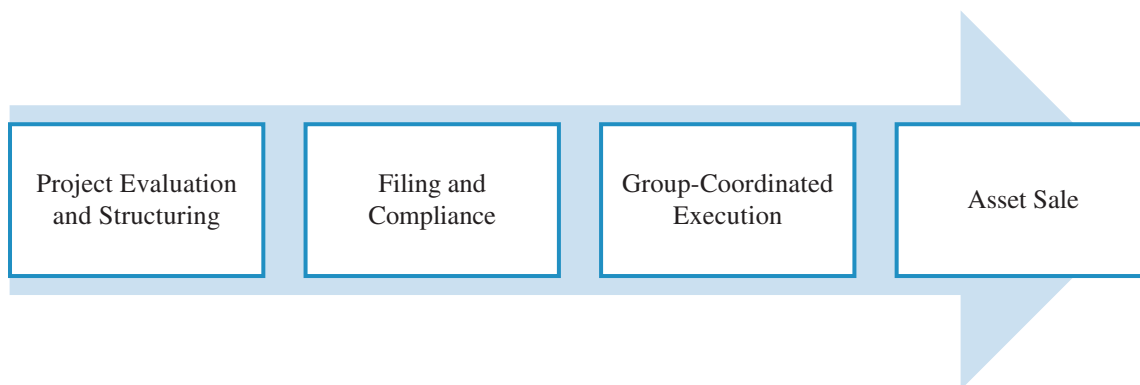 Project Evaluation
and Structuring
Filing and
Compliance
Group-Coordinated
Execution
Asset Sale